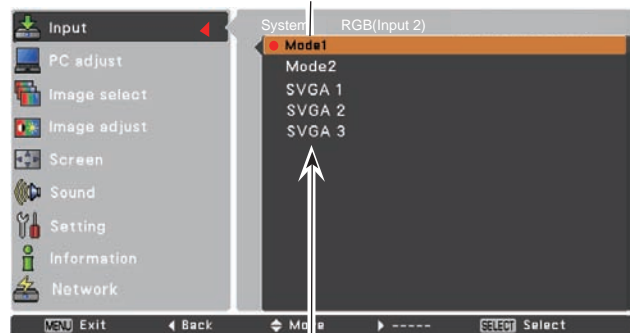 Input
PC adjust
Image select
Image adjust
Screen
Sound
Setting
Information
Network
System RGB(Input 2)
Mode1
Mode2
SVGA 1
SVGA 2
SVGA 3
MENU Exit Back Move ----- SELECT Select